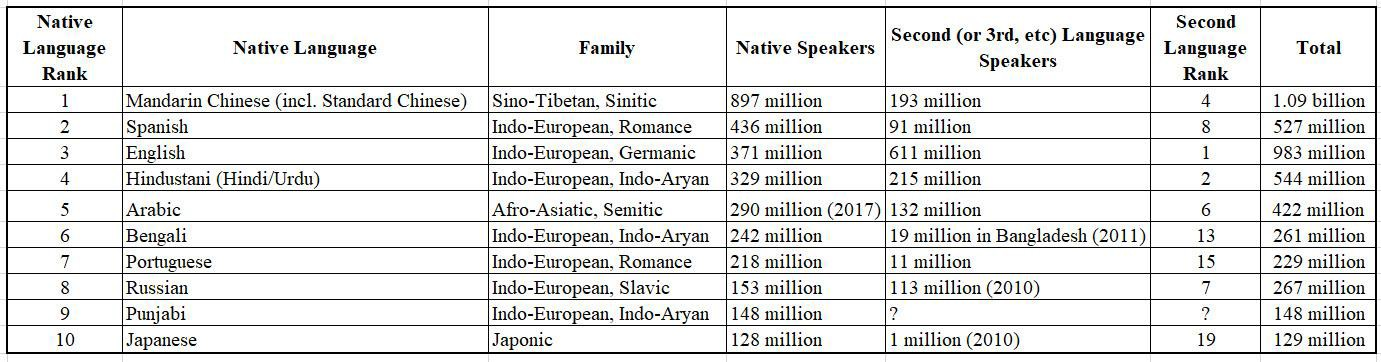 Native Language Rank Native Language Family Native Speakers Second (or 3rd, etc) Language Speakers Second Language Rank Total
1 Mandarin Chinese (incl. Standard Chinese) Sino-Tibetan, Sinitic 897 million 193 million 4 1.09 billion
2 Spanish Indo-European, Romance 436 million 91 million 8 527 million
3 English Indo-European, Germanic 371 million 611 million 1 983 million
4 Hindustani (Hindi/Urdu) Indo-European, Indo-Aryan 329 million 215 million 2 544 million
5 Arabic Afro-Asiatic, Semitic 290 million (2017) 132 million 6 422 million
6 Bengali Indo-European, Indo-Aryan 242 million 19 million in Bangladesh (2011) 13 261 million
7 Portuguese Indo-European, Romance 218 million 11 million 15 229 million
8 Russian Indo-European, Slavic 153 million 113 million (2010) 7 267 million
9 Punjabi Indo-European, Indo-Aryan 148 million ? ? 148 million
10 Japanese Japonic 128 million 1 million (2010) 19 129 million